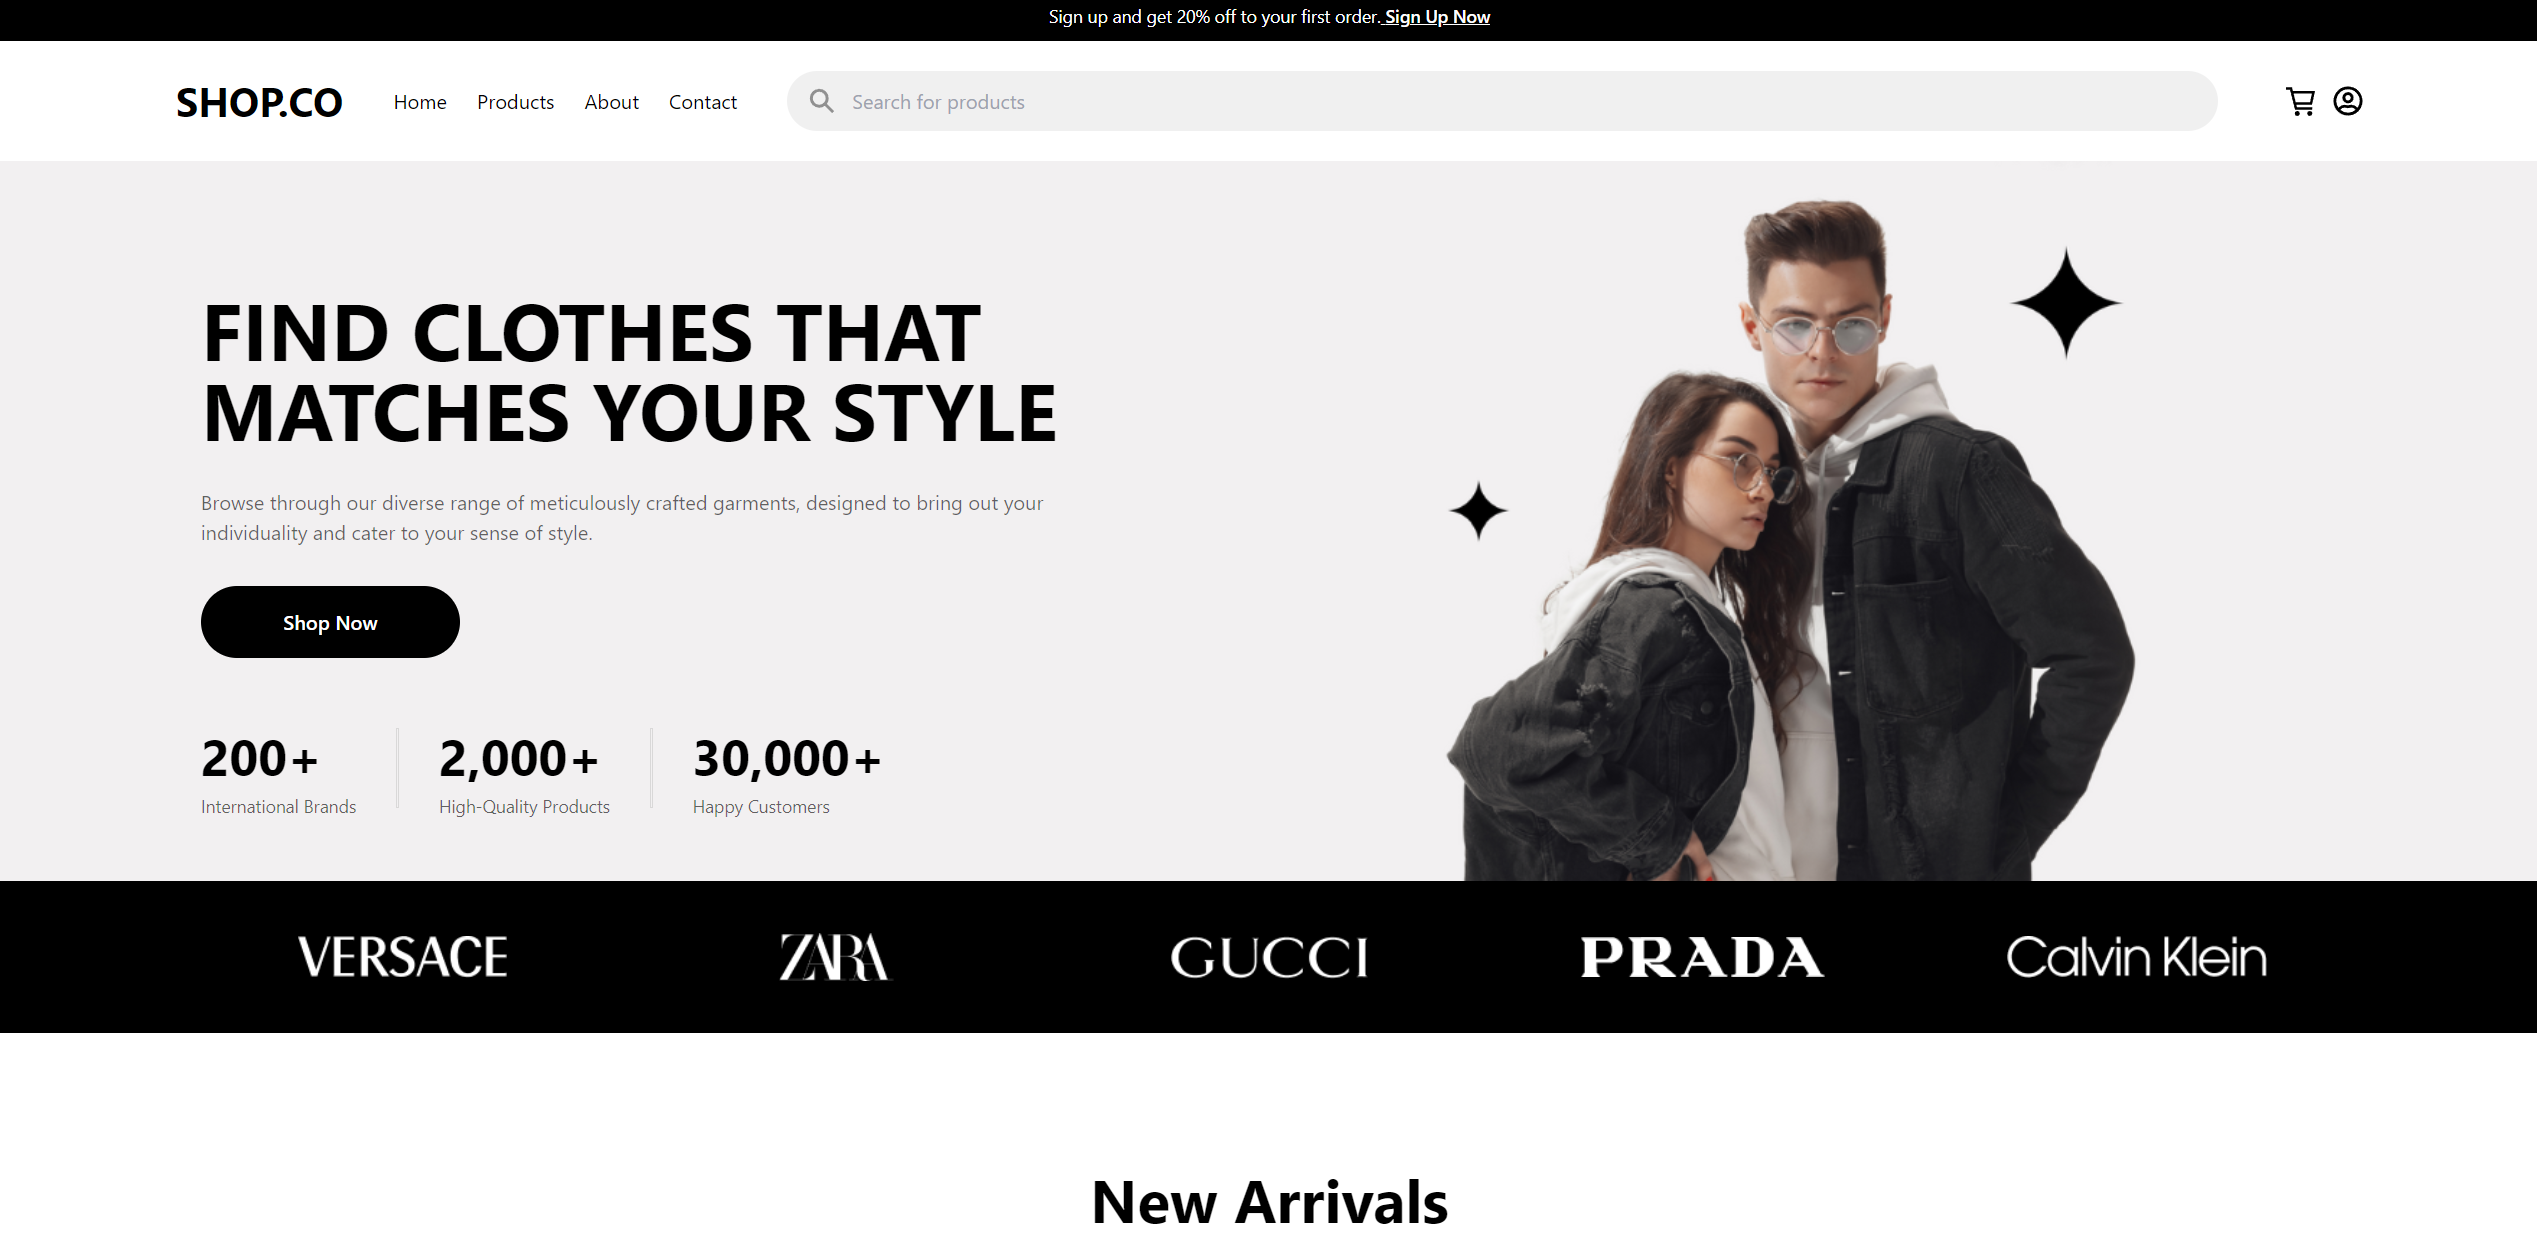 Sign up and get 20% off to your first order. Sign Up Now
SHOP.CO Home Products About Contact Search for products
FIND CLOTHES THAT
MATCHES YOUR STYLE
Browse through our diverse range of meticulously crafted garments, designed to bring out your
individuality and cater to your sense of style.
Shop Now
200+ 2,000+ 30,000+
International Brands High-Quality Products Happy Customers
VERSACE ZARA GUCCI PRADA Calvin Klein
New Arrivals